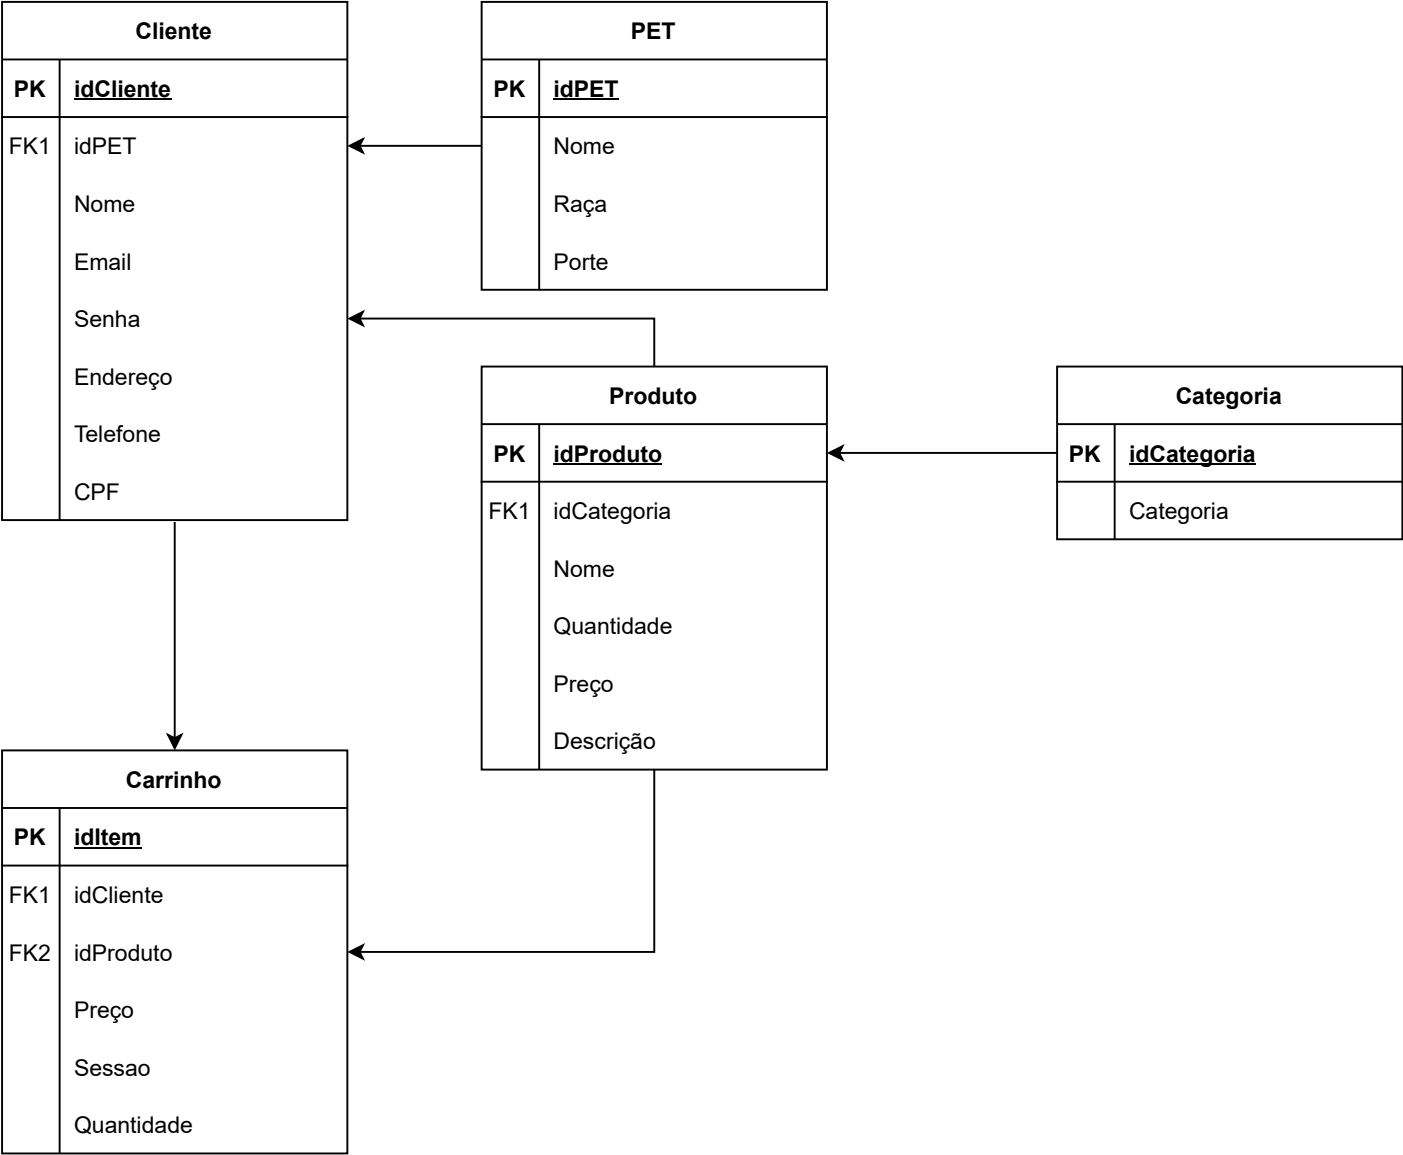 Cliente
PK idCliente
FK1 idPET
Nome
Email
Senha
Endereço
Telefone
CPF
PET
PK idPET
Nome
Raça
Porte
Produto
PK idProduto
FK1 idCategoria
Nome
Quantidade
Preço
Descrição
Categoria
PK idCategoria
Categoria
Carrinho
PK idItem
FK1 idCliente
FK2 idProduto
Preço
Sessao
Quantidade